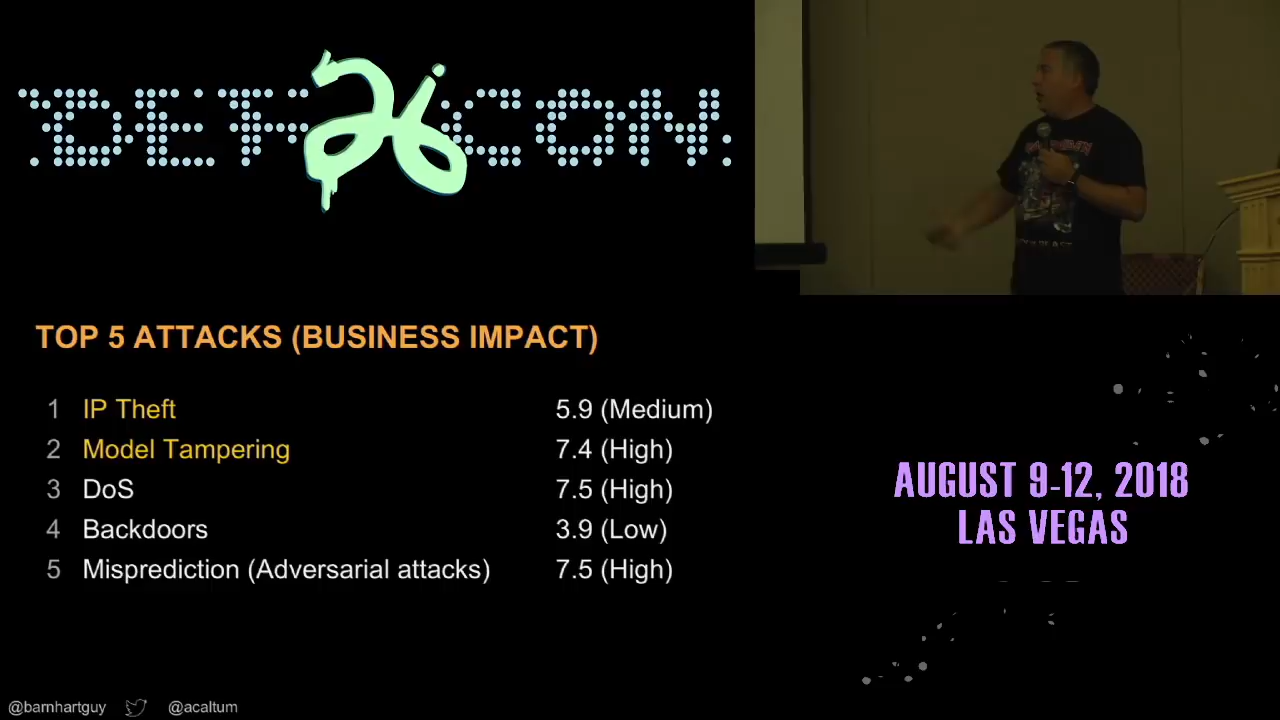 DEF CON
26
TOP 5 ATTACKS (BUSINESS IMPACT)
1 IP Theft 5.9 (Medium)
2 Model Tampering 7.4 (High)
3 DoS 7.5 (High)
4 Backdoors 3.9 (Low)
5 Misprediction (Adversarial attacks) 7.5 (High)
AUGUST 9-12, 2018
LAS VEGAS
@barnhartguy @acaltum